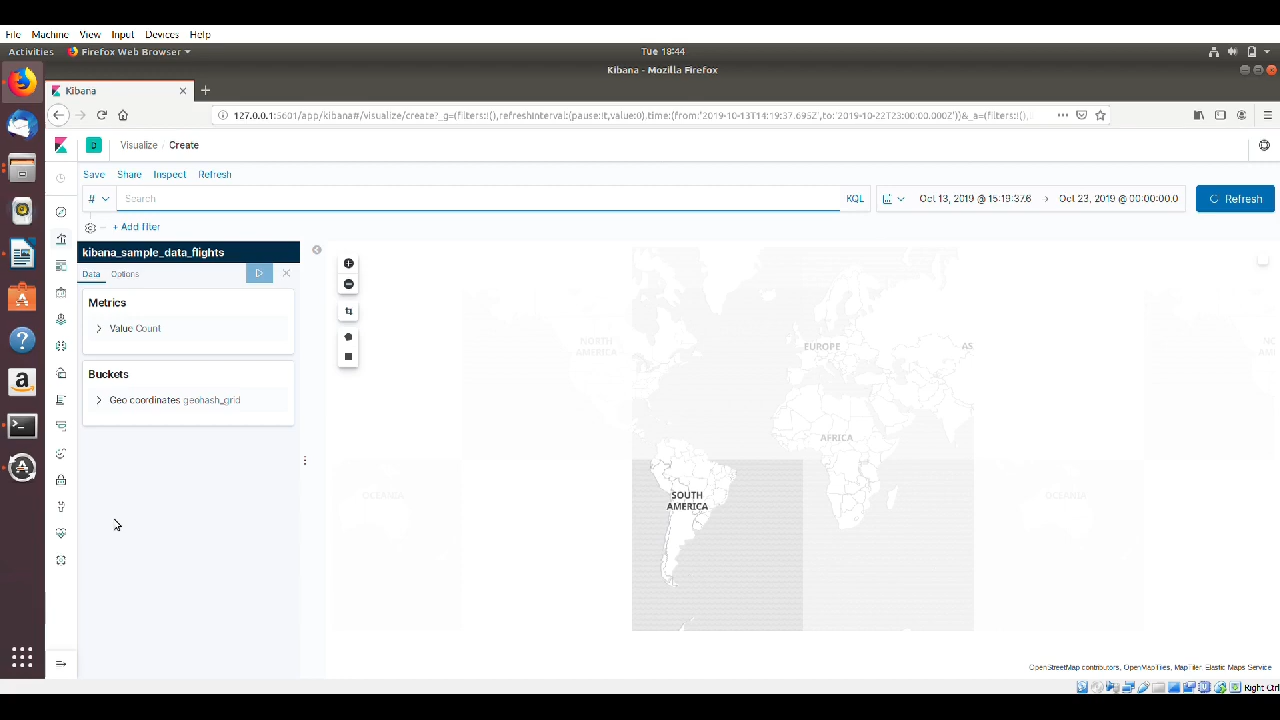 File Machine View Input Devices Help
Activities Firefox Web Browser Tue 18:44
Kibana - Mozilla Firefox
Kibana
127.0.0.1:5601/app/kibana#/visualize/create?_g=(filters:!(),refreshInterval:(pause:!t,value:0),time:(from:'2019-10-13T14:19:37.695Z',to:'2019-10-22T23:00:00.000Z'))&_a=(filters:!(),
D Visualize Create
Save Share Inspect Refresh
# Search KQL Oct 13, 2019 @ 15:19:37.6 Oct 23, 2019 @ 00:00:00.0 Refresh
+ Add filter
kibana_sample_data_flights
Data Options
Metrics
Value Count
Buckets
Geo coordinates geohash_grid
NORTH
AMERICA
EUROPE
AS
NC
AFRICA
SOUTH
AMERICA
OCEANIA
OCEANIA
OpenStreetMap contributors, OpenMapTiles, MapTiler, Elastic Maps Service
Right Ctrl